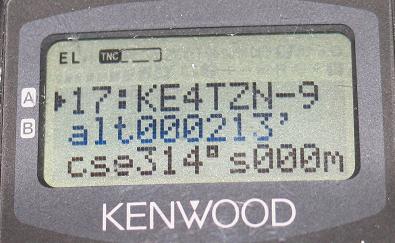 EL TNC
A 17:KE4TZN-9
B alt000213'
cse314° s000m
KENWOOD